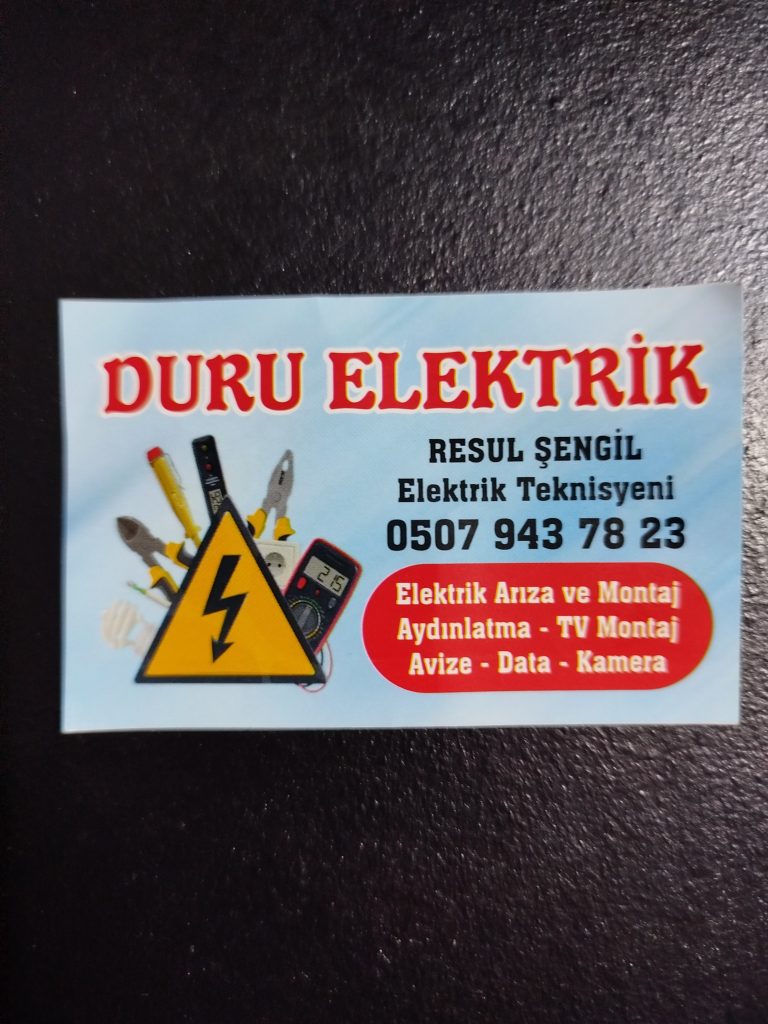 DURU ELEKTRİK
RESUL ŞENGİL
Elektrik Teknisyeni
0507 943 78 23
215
Elektrik Arıza ve Montaj
Aydınlatma - TV Montaj
Avize - Data - Kamera